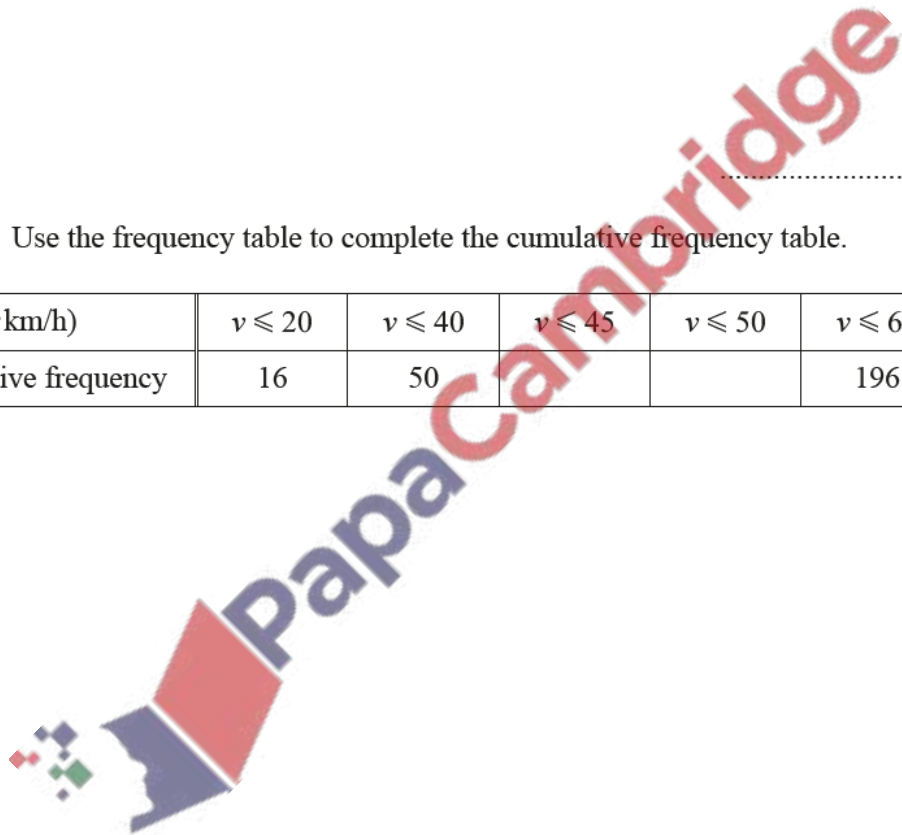 Use the frequency table to complete the cumulative frequency table.
km/h) v ⩽ 20 v ⩽ 40 v ⩽ 45 v ⩽ 50 v ⩽ 6
ive frequency 16 50 196
PapaCambridge